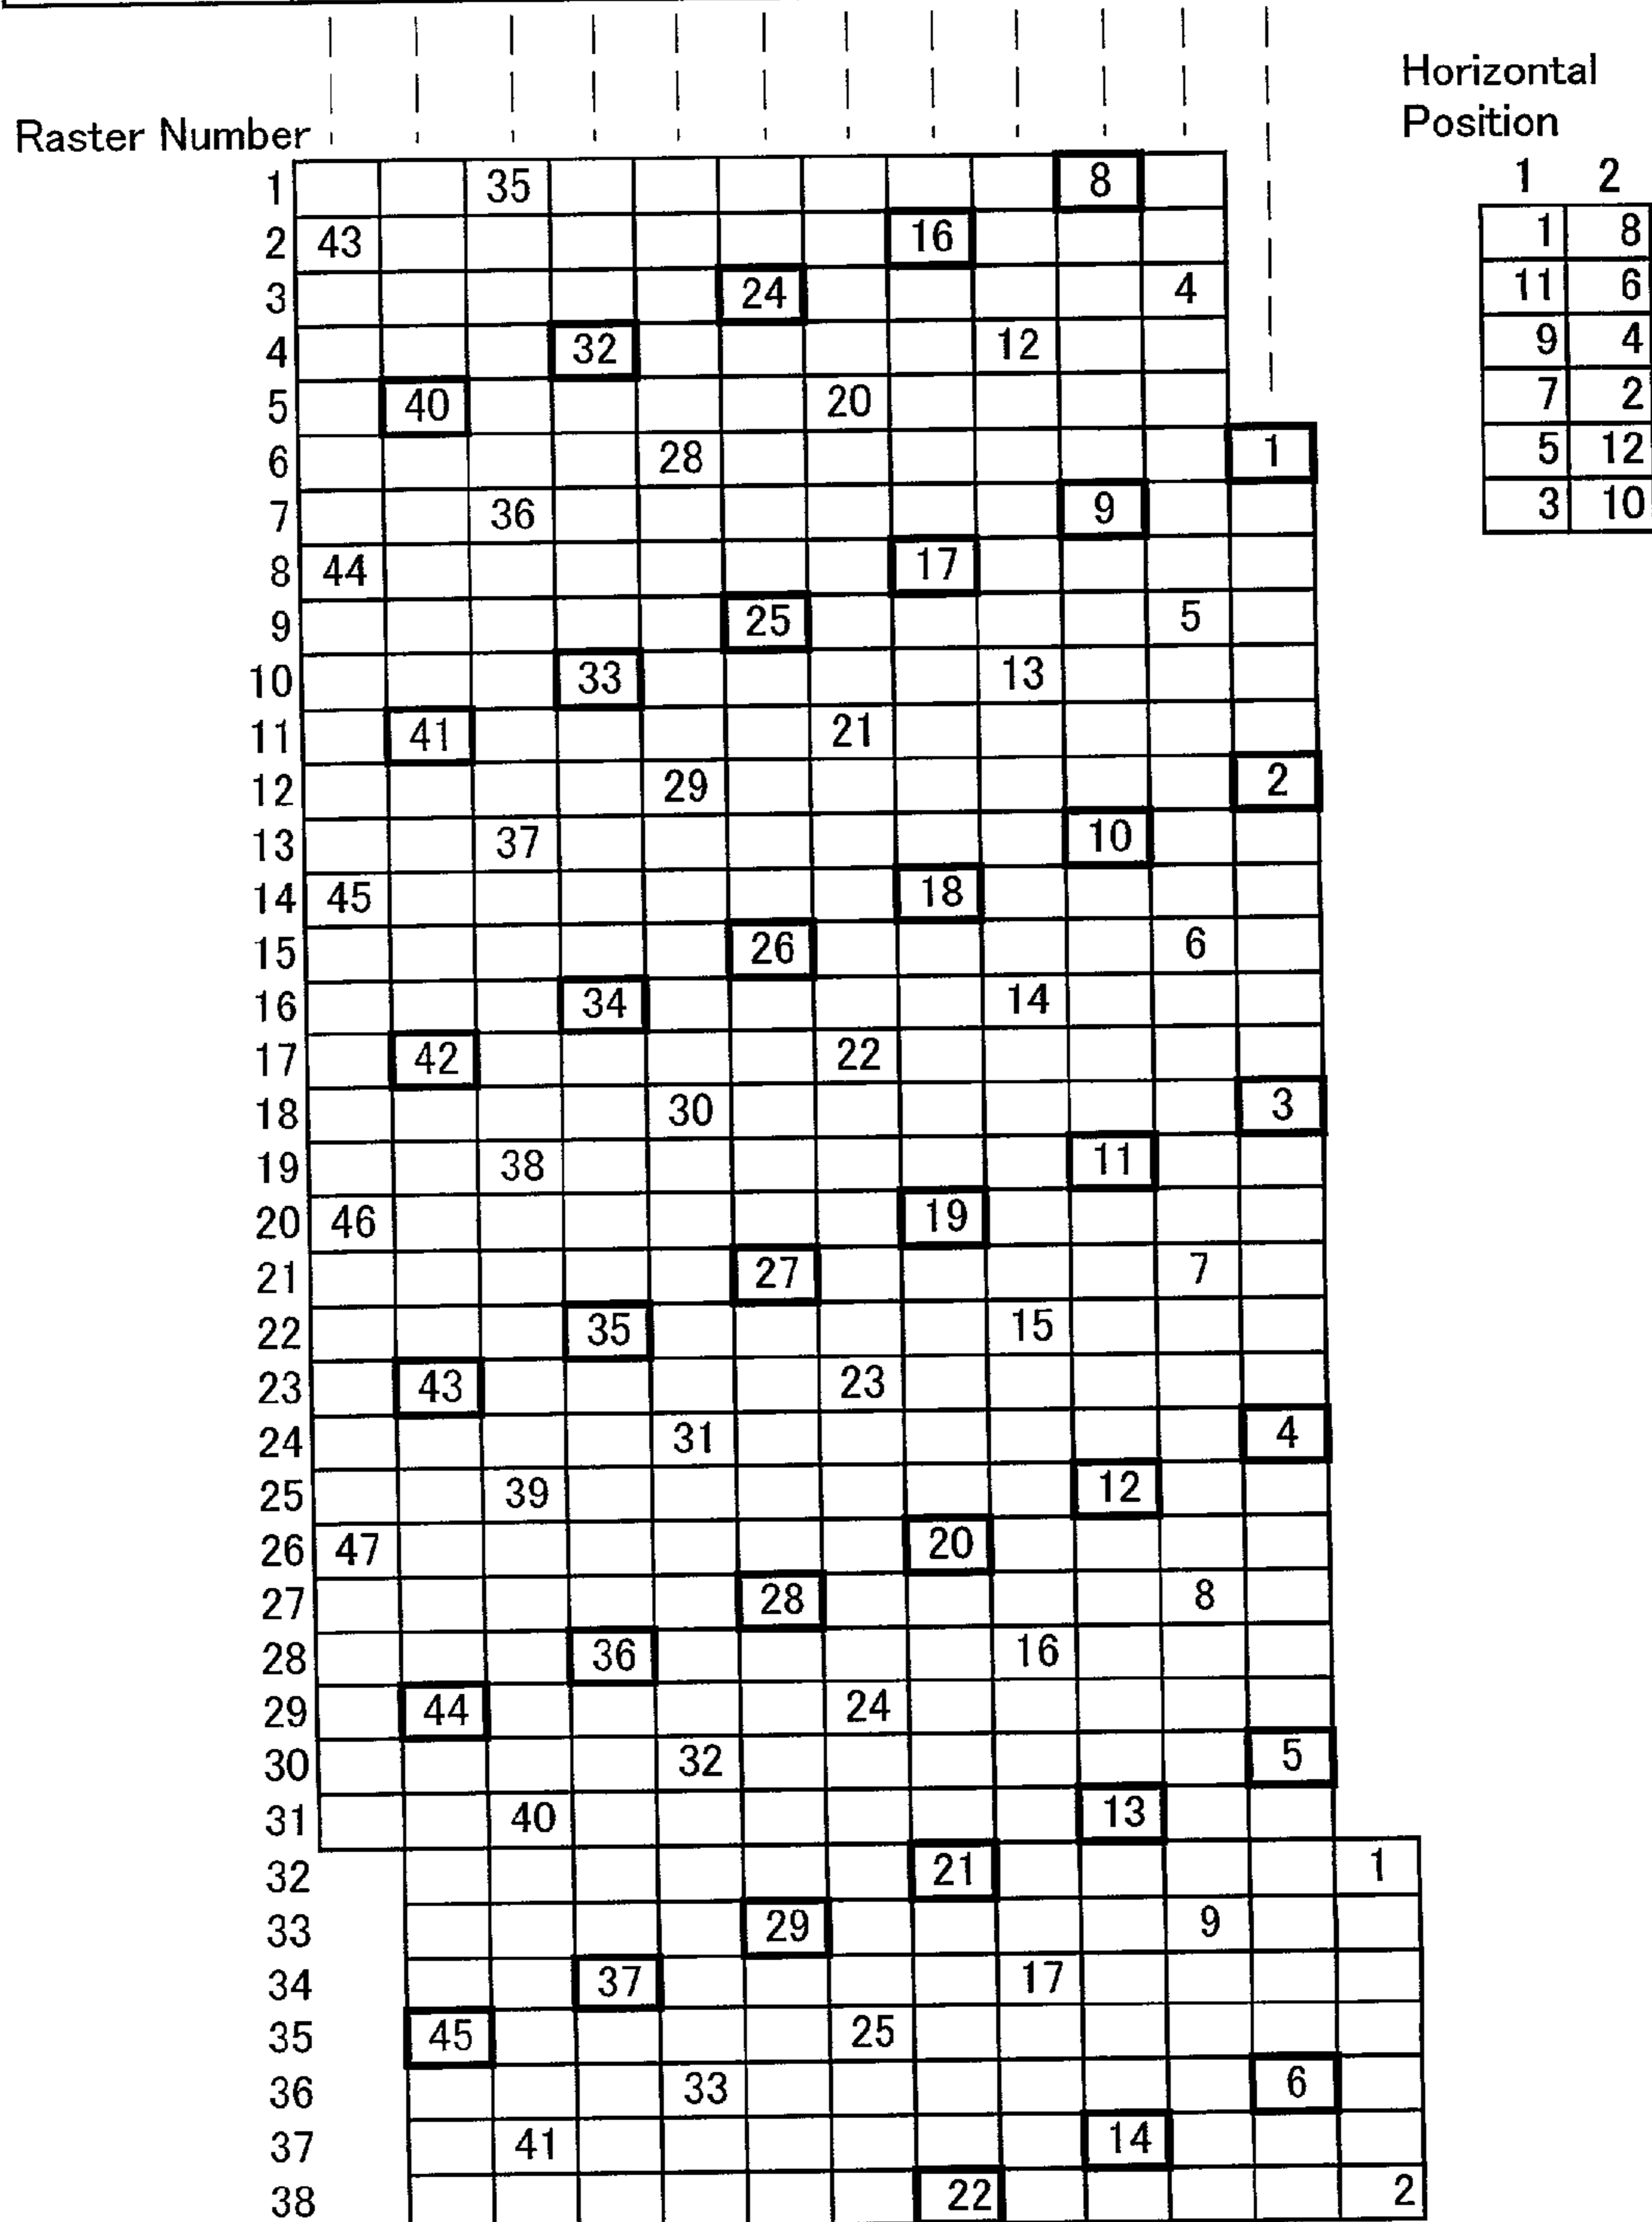 Horizontal
Raster Number Position
1 2
1 35 8 1 8
2 43 16 11 6
3 24 4 9 4
4 32 12 7 2
5 40 20 5 12
6 28 1 3 10
7 36 9
8 44 17
9 25 5
10 33 13
11 41 21
12 29 2
13 37 10
14 45 18
15 26 6
16 34 14
17 42 22
18 30 3
19 38 11
20 46 19
21 27 7
22 35 15
23 43 23
24 31 4
25 39 12
26 47 20
27 28 8
28 36 16
29 44 24
30 32 5
31 40 13
32 21 1
33 29 9
34 37 17
35 45 25
36 33 6
37 41 14
38 22 2